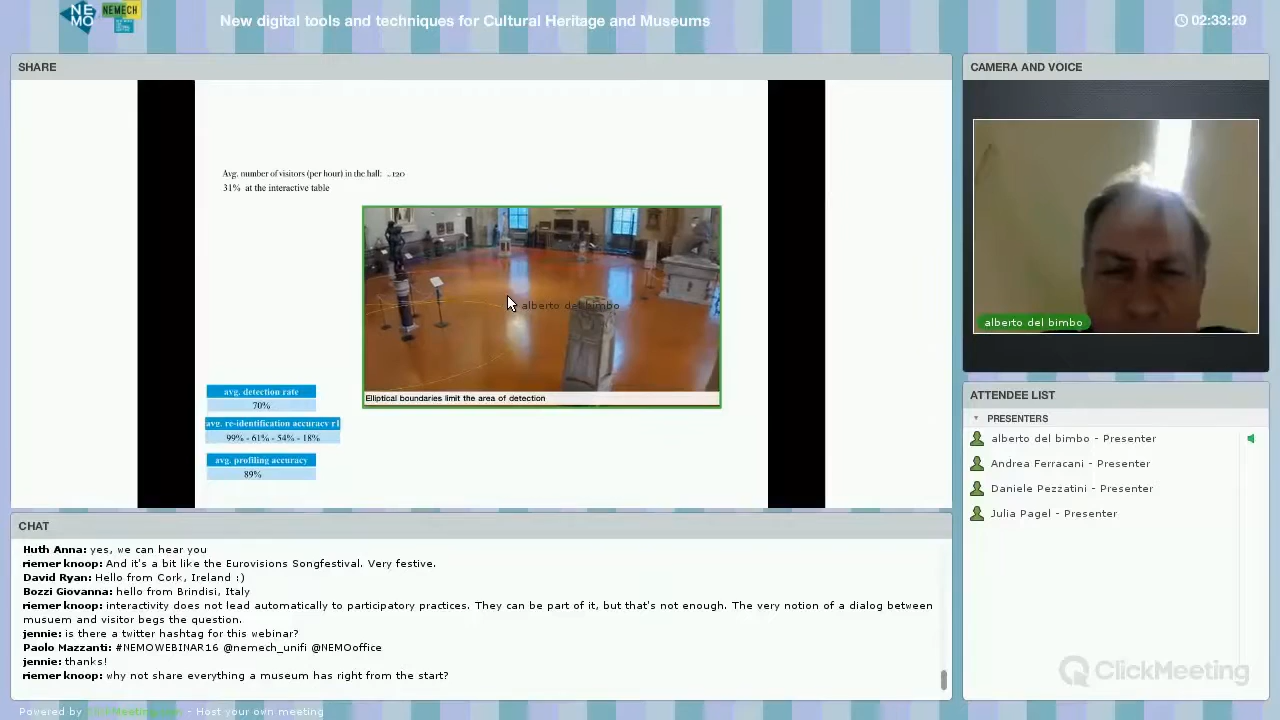 NE
MO
NEMECH
New digital tools and techniques for Cultural Heritage and Museums
02:33:20
SHARE
Avg. number of visitors (per hour) in the hall: ..120
31% at the interactive table
alberto del bimbo
Elliptical boundaries limit the area of detection
avg. detection rate
70%
avg. re-identification accuracy r1
99% - 61% - 54% - 18%
avg. profiling accuracy
89%
CAMERA AND VOICE
alberto del bimbo
ATTENDEE LIST
PRESENTERS
alberto del bimbo - Presenter
Andrea Ferracani - Presenter
Daniele Pezzatini - Presenter
Julia Pagel - Presenter
CHAT
Huth Anna: yes, we can hear you
riemer knoop: And it's a bit like the Eurovisions Songfestival. Very festive.
David Ryan: Hello from Cork, Ireland :)
Bozzi Giovanna: hello from Brindisi, Italy
riemer knoop: interactivity does not lead automatically to participatory practices. They can be part of it, but that's not enough. The very notion of a dialog between
musuem and visitor begs the question.
jennie: is there a twitter hashtag for this webinar?
Paolo Mazzanti: #NEMOWEBINAR16 @nemech_unifi @NEMOoffice
jennie: thanks!
riemer knoop: why not share everything a museum has right from the start?
ClickMeeting
Powered by ClickMeeting.com - Host your own meeting